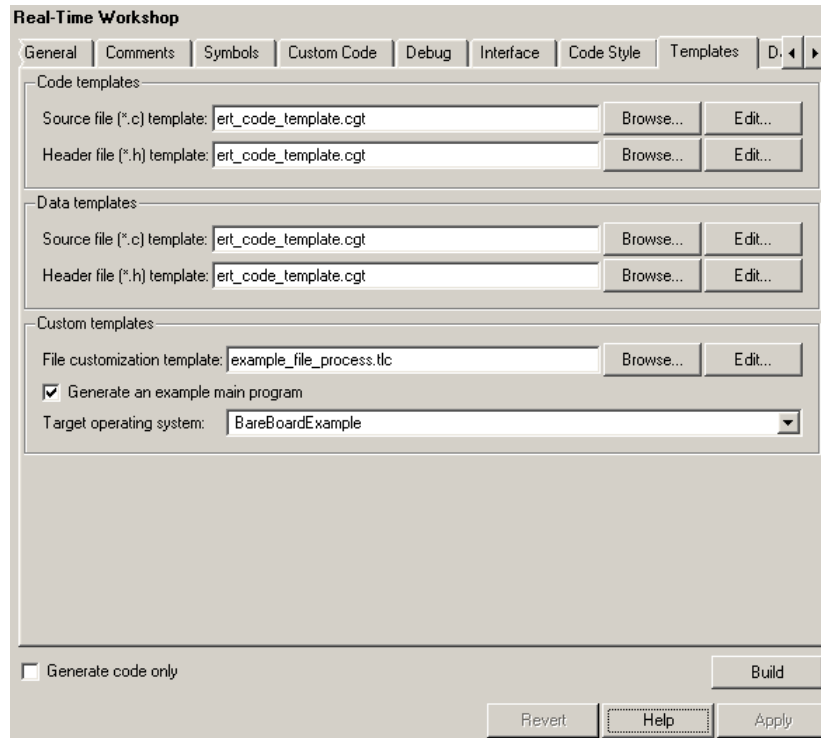 Real-Time Workshop
General Comments Symbols Custom Code Debug Interface Code Style Templates D
Code templates
Source file (*.c) template: ert_code_template.cgt Browse... Edit...
Header file (*.h) template: ert_code_template.cgt Browse... Edit...
Data templates
Source file (*.c) template: ert_code_template.cgt Browse... Edit...
Header file (*.h) template: ert_code_template.cgt Browse... Edit...
Custom templates
File customization template: example_file_process.tlc Browse... Edit...
Generate an example main program
Target operating system: BareBoardExample
Generate code only Build
Revert Help Apply